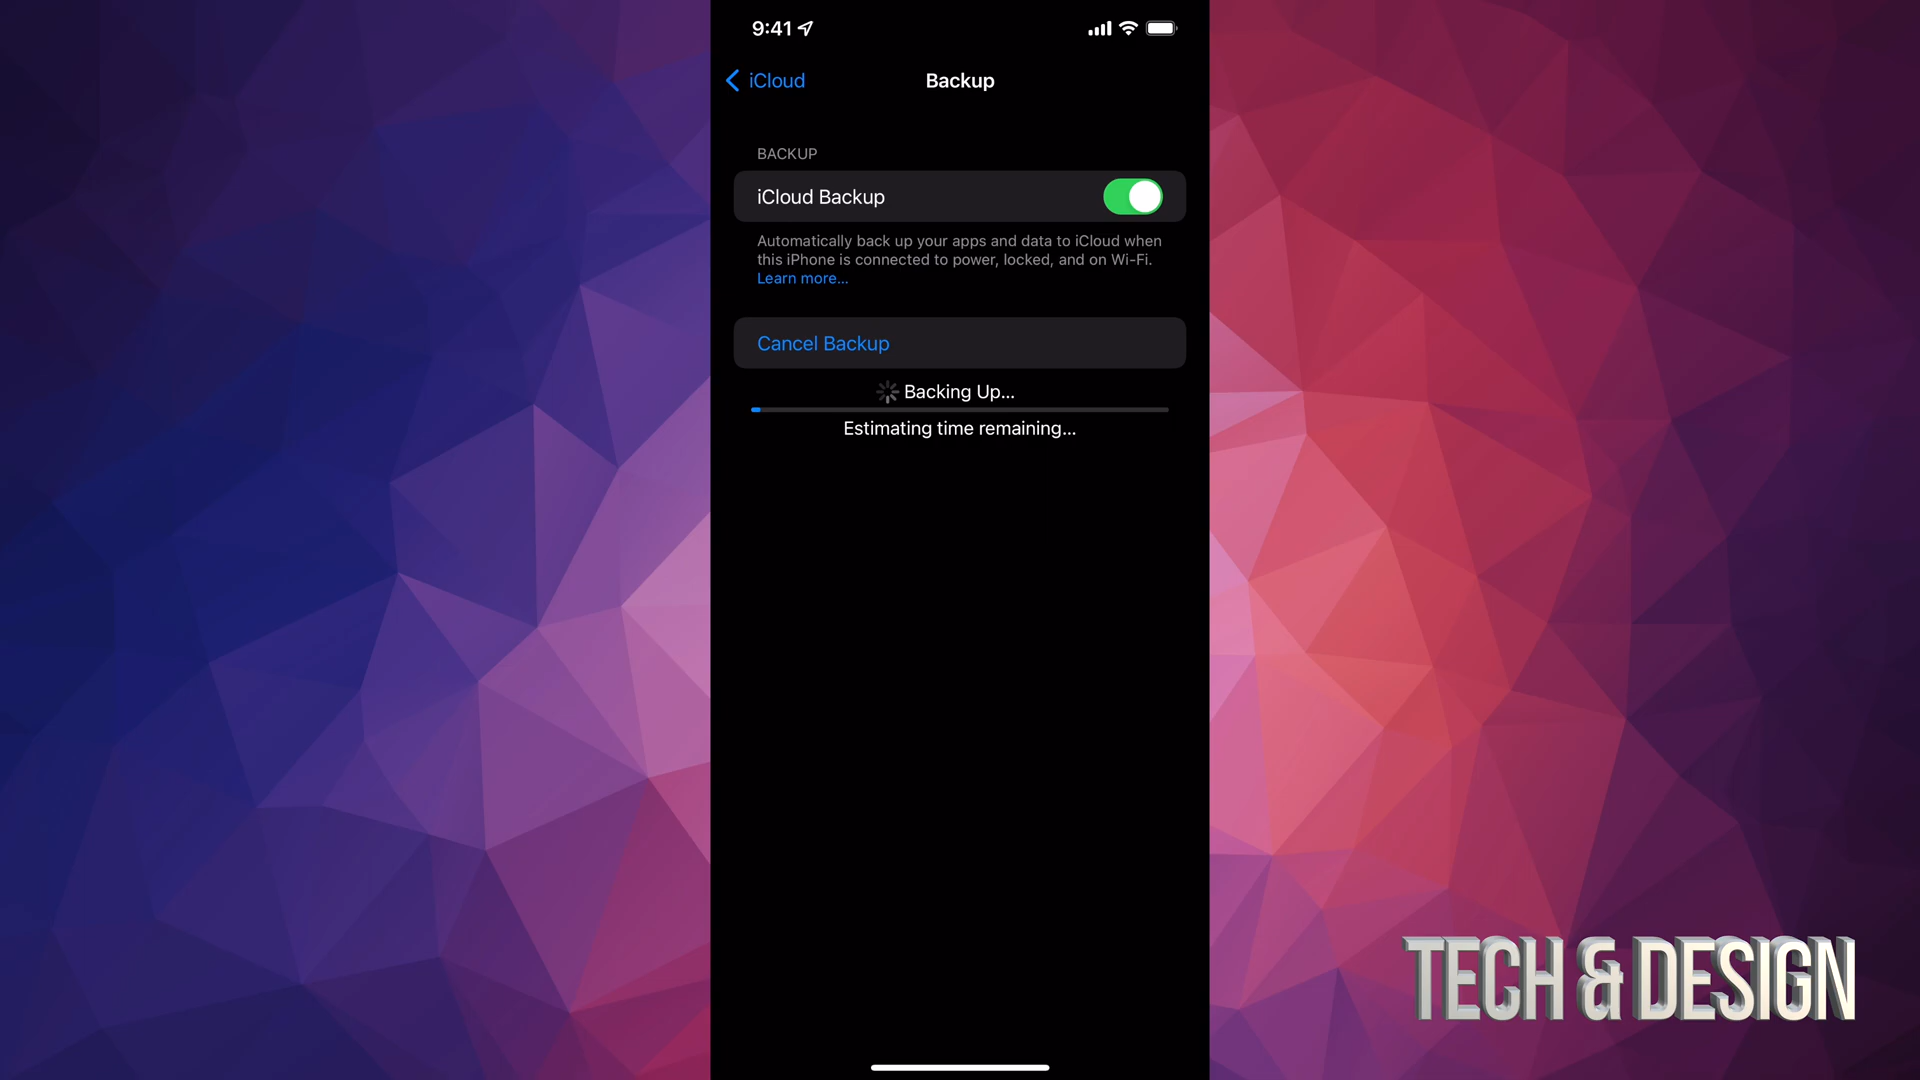 9:41
iCloud
Backup
BACKUP
iCloud Backup
Automatically back up your apps and data to iCloud when
this iPhone is connected to power, locked, and on Wi-Fi.
Learn more...
Cancel Backup
Backing Up...
Estimating time remaining...
TECH & DESIGN